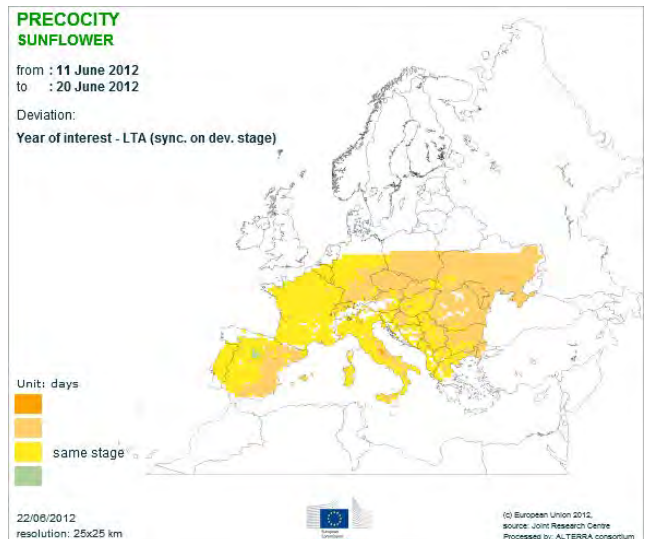 PRECOCITY
SUNFLOWER
from : 11 June 2012
to : 20 June 2012
Deviation:
Year of interest - LTA (sync. on dev. stage)
Unit: days
same stage
22/06/2012
resolution: 25x25 km
European
Commission
(c) European Union 2012,
source: Joint Research Centre
Processed by: ALTERRA consortium